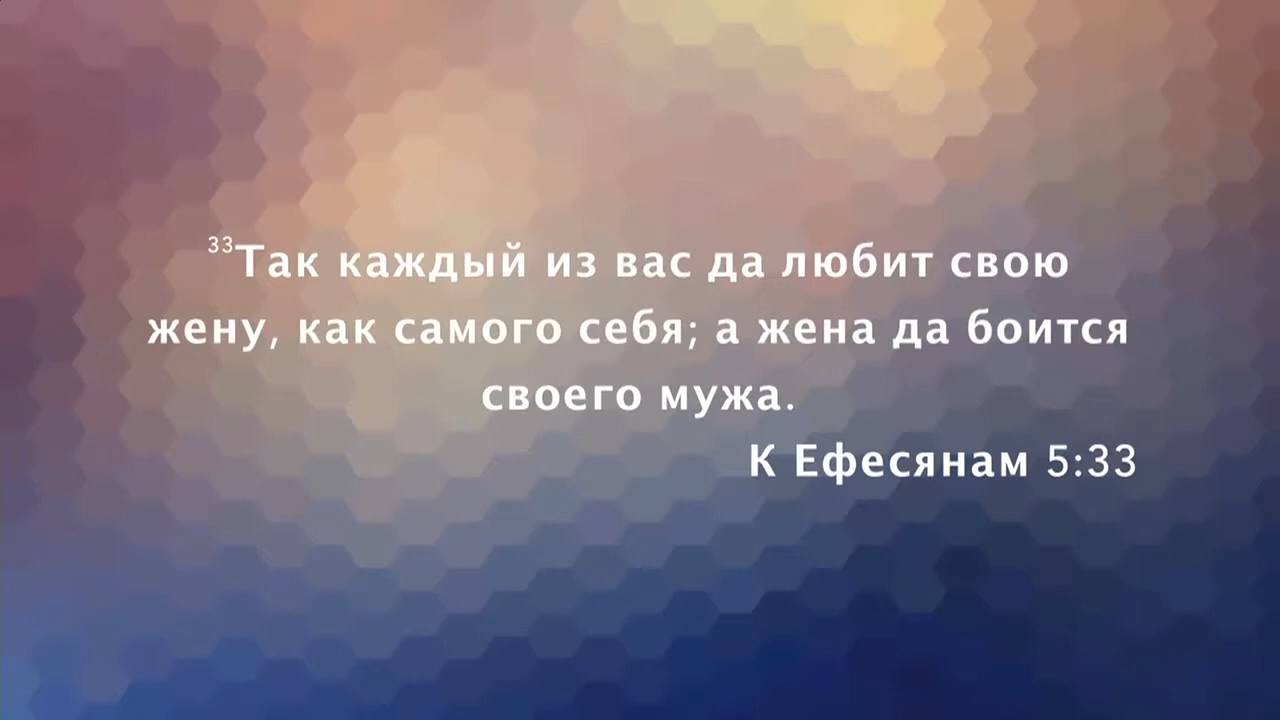 33Так каждый из вас да любит свою
жену, как самого себя; а жена да боится
своего мужа.
К Ефесянам 5:33